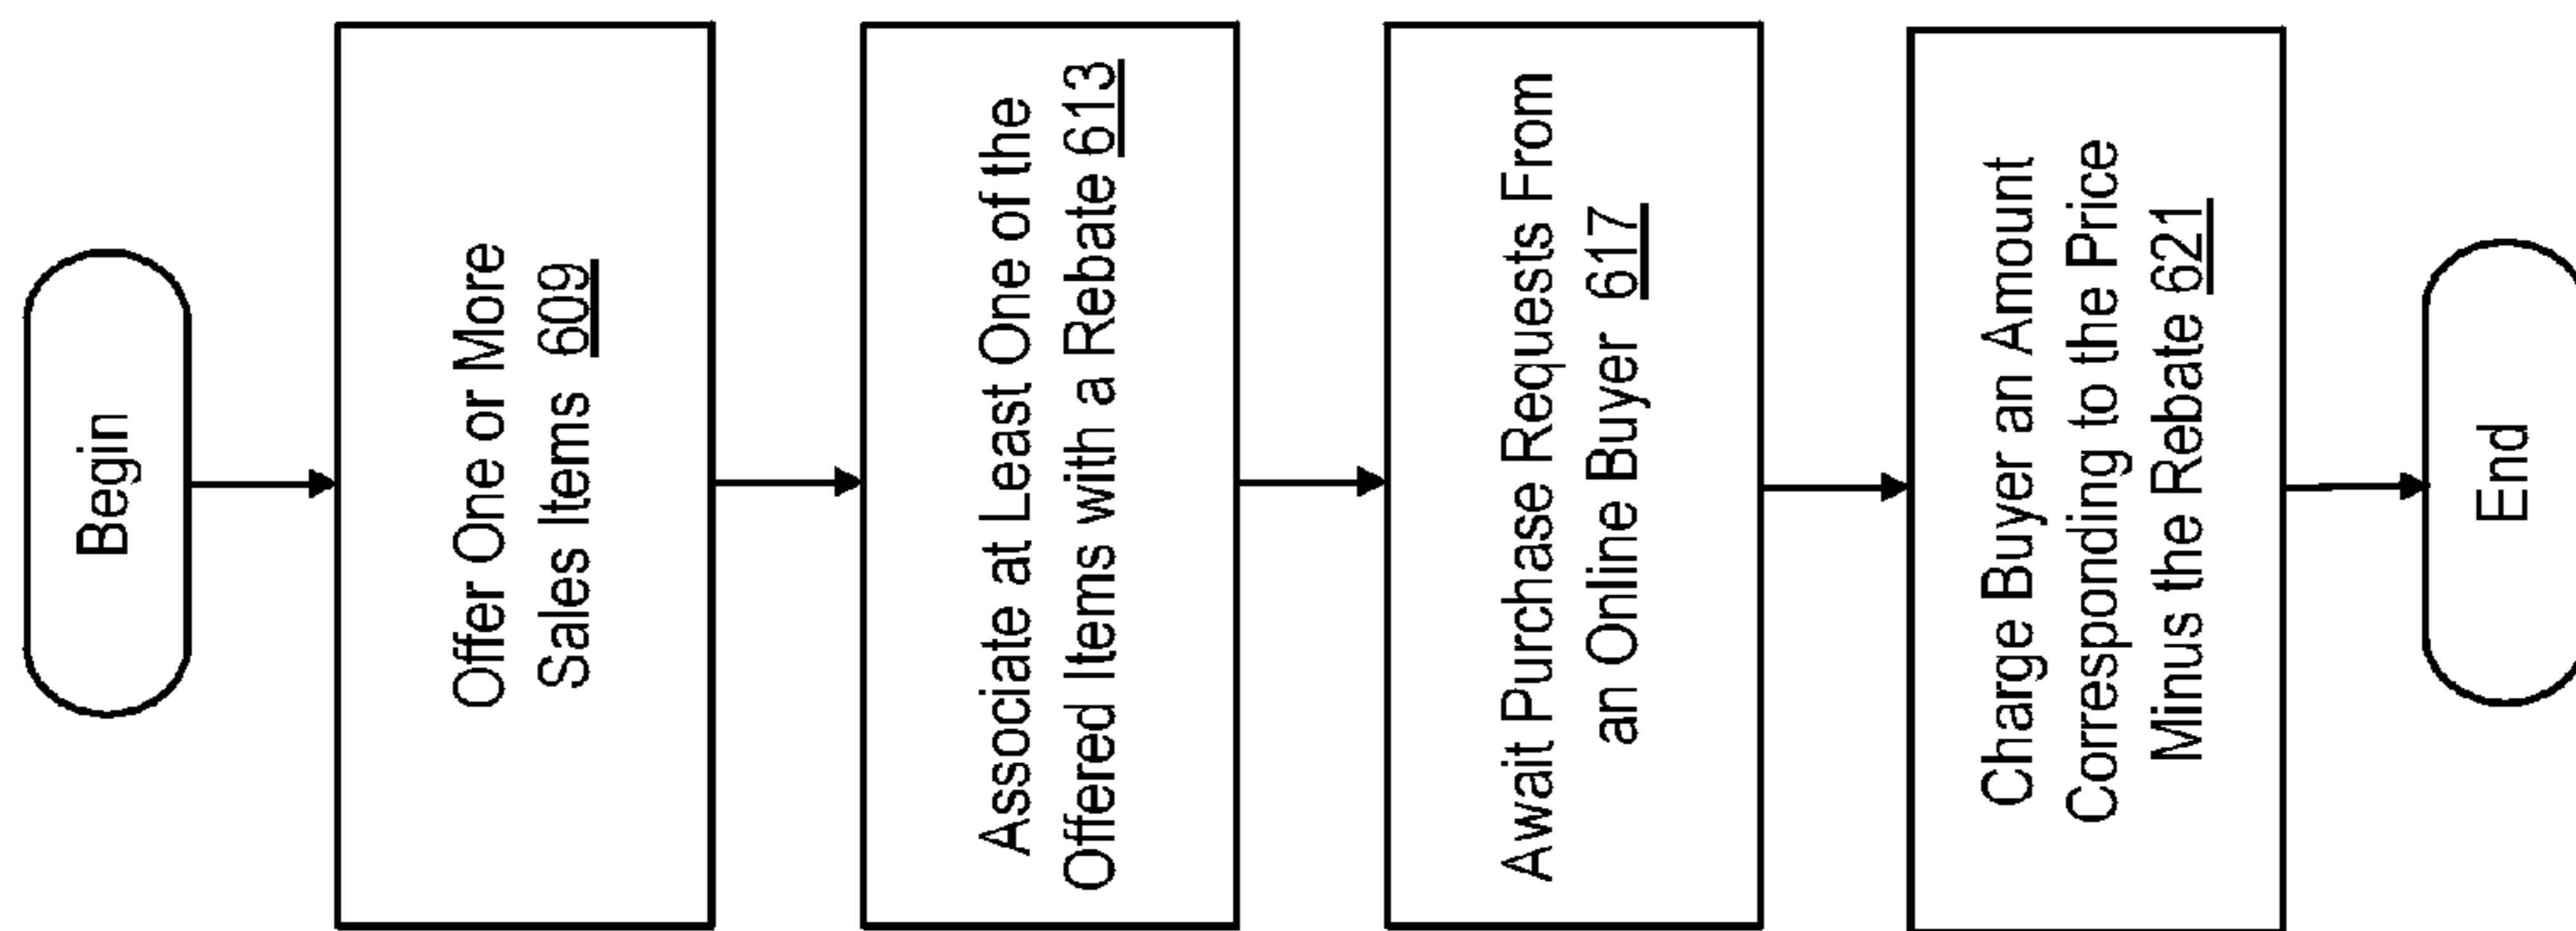 Begin
Offer One or More
Sales Items 609
Associate at Least One of the
Offered Items with a Rebate 613
Await Purchase Requests From
an Online Buyer 617
Charge Buyer an Amount
Corresponding to the Price
Minus the Rebate 621
End